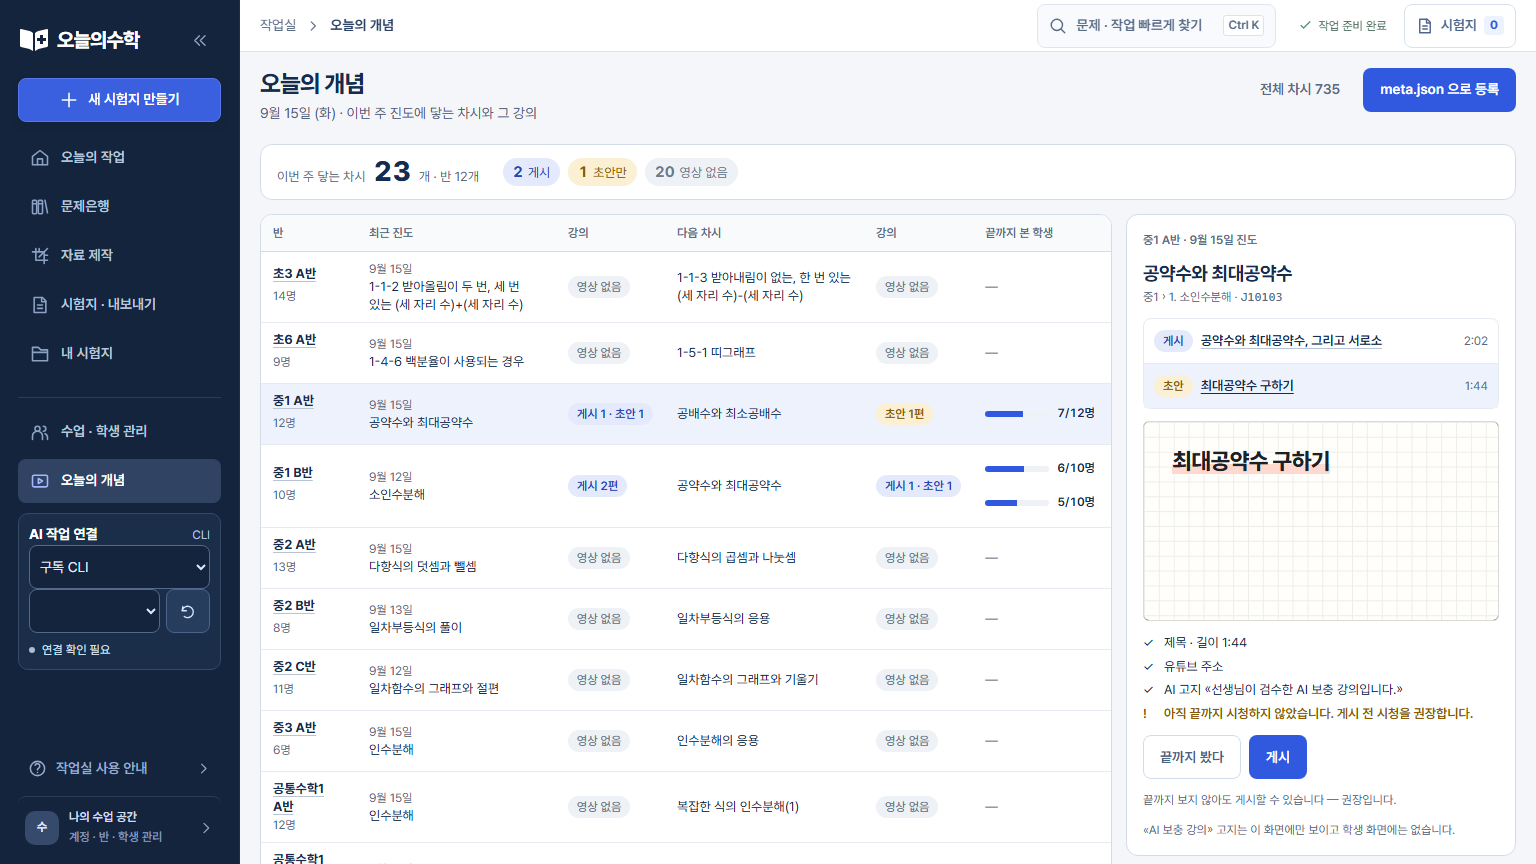 오늘의수학
새 시험지 만들기
오늘의 작업
문제은행
자료 제작
시험지 · 내보내기
내 시험지
수업 · 학생 관리
오늘의 개념
AI 작업 연결 CLI
구독 CLI
연결 확인 필요
작업실 사용 안내
수 나의 수업 공간
계정 · 반 · 학생 관리
작업실 오늘의 개념
문제 · 작업 빠르게 찾기 Ctrl K
작업 준비 완료
시험지 0
오늘의 개념
9월 15일 (화) · 이번 주 진도에 닿는 차시와 그 강의
전체 차시 735
meta.json 으로 등록
이번 주 닿는 차시 23 개 · 반 12개
2 게시
1 초안만
20 영상 없음
반 최근 진도 강의 다음 차시 강의 끝까지 본 학생
초3 A반
14명
9월 15일
1-1-2 받아올림이 두 번, 세 번
있는 (세 자리 수)+(세 자리 수)
영상 없음
1-1-3 받아내림이 없는, 한 번 있는
(세 자리 수)-(세 자리 수)
영상 없음
—
초6 A반
9명
9월 15일
1-4-6 백분율이 사용되는 경우
영상 없음
1-5-1 띠그래프
영상 없음
—
중1 A반
12명
9월 15일
공약수와 최대공약수
게시 1 · 초안 1
공배수와 최소공배수
초안 1편
7/12명
중1 B반
10명
9월 12일
소인수분해
게시 2편
공약수와 최대공약수
게시 1 · 초안 1
6/10명
5/10명
중2 A반
13명
9월 15일
다항식의 덧셈과 뺄셈
영상 없음
다항식의 곱셈과 나눗셈
영상 없음
—
중2 B반
8명
9월 13일
일차부등식의 풀이
영상 없음
일차부등식의 응용
영상 없음
—
중2 C반
11명
9월 12일
일차함수의 그래프와 절편
영상 없음
일차함수의 그래프와 기울기
영상 없음
—
중3 A반
6명
9월 15일
인수분해
영상 없음
인수분해의 응용
영상 없음
—
공통수학1
A반
12명
9월 15일
인수분해
영상 없음
복잡한 식의 인수분해(1)
영상 없음
—
공통수학1
중1 A반 · 9월 15일 진도
공약수와 최대공약수
중1 › 1. 소인수분해 · J10103
게시 공약수와 최대공약수, 그리고 서로소 2:02
초안 최대공약수 구하기 1:44
최대공약수 구하기
제목 · 길이 1:44
유튜브 주소
AI 고지 «선생님이 검수한 AI 보충 강의입니다.»
! 아직 끝까지 시청하지 않았습니다. 게시 전 시청을 권장합니다.
끝까지 봤다
게시
끝까지 보지 않아도 게시할 수 있습니다 — 권장입니다.
«AI 보충 강의» 고지는 이 화면에만 보이고 학생 화면에는 없습니다.